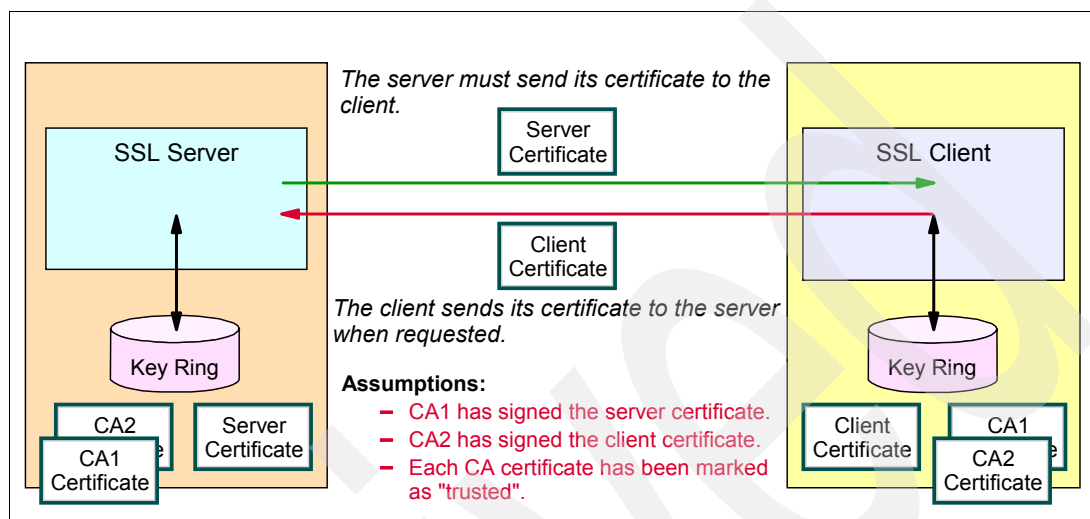 The server must send its certificate to the
client.
SSL Server
Server
Certificate
SSL Client
Client
Certificate
The client sends its certificate to the server
when requested.
Key Ring
Key Ring
Assumptions:
– CA1 has signed the server certificate.
– CA2 has signed the client certificate.
– Each CA certificate has been marked
as "trusted".
CA2
CA1
Certificate
Server
Certificate
Client
Certificate
CA1
CA2
Certificate